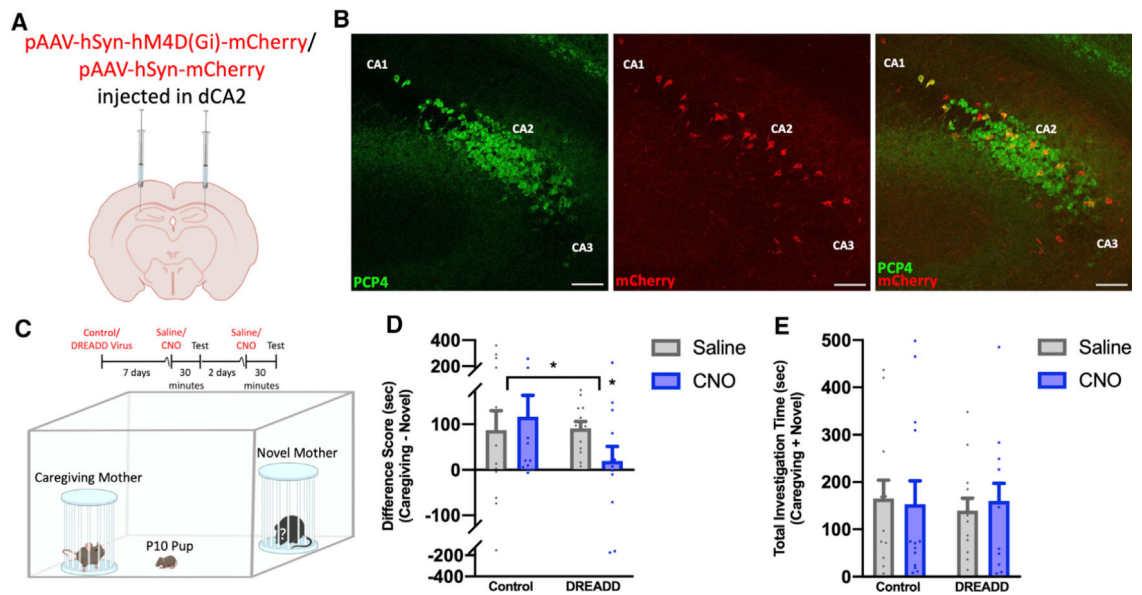 A
pAAV-hSyn-hM4D(Gi)-mCherry/
pAAV-hSyn-mCherry
injected in dCA2
B
CA1
CA2
CA3
PCP4
CA1
CA2
CA3
mCherry
CA1
CA2
CA3
PCP4
mCherry
C
Control/
DREADD Virus
Saline/
CNO
Test
Saline/
CNO
Test
7 days
30
minutes
2 days
30
minutes
Caregiving Mother
P10 Pup
Novel Mother
?
D
Difference Score (sec)
(Caregiving - Novel)
400
200
100
0
-100
-200
-400
*
*
Saline
CNO
Control
DREADD
E
Total Investigation Time (sec)
(Caregving + Novel)
500
400
300
200
100
0
Saline
CNO
Control
DREADD